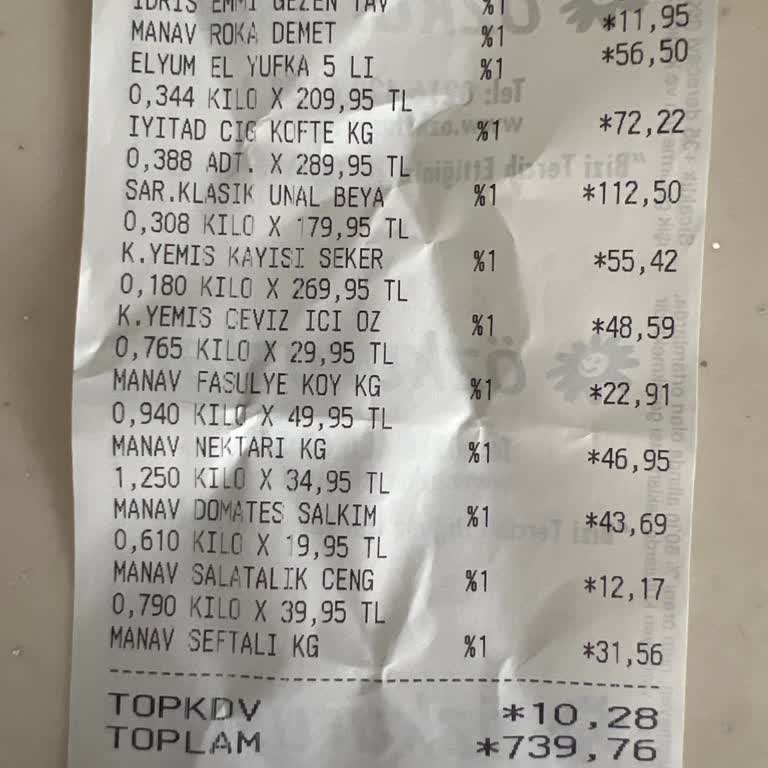 IDRIS EMMI GEZEN TAV %1
MANAV ROKA DEMET %1 *11,95
ELYUM EL YUFKA 5 LI %1 *56,50
0,344 KILO X 209,95 TL
IYITAD CIG KOFTE KG %1 *72,22
0,388 ADT. X 289,95 TL
SAR.KLASIK UNAL BEYA %1 *112,50
0,308 KILO X 179,95 TL
K.YEMIS KAYISI SEKER %1 *55,42
0,180 KILO X 269,95 TL
K.YEMIS CEVIZ ICI OZ %1 *48,59
0,765 KILO X 29,95 TL
MANAV FASULYE KOY KG %1 *22,91
0,940 KILO X 49,95 TL
MANAV NEKTARI KG %1 *46,95
1,250 KILO X 34,95 TL
MANAV DOMATES SALKIM %1 *43,69
0,610 KILO X 19,95 TL
MANAV SALATALIK CENG %1 *12,17
0,790 KILO X 39,95 TL
MANAV SEFTALI KG %1 *31,56
TOPKDV *10,28
TOPLAM *739,76